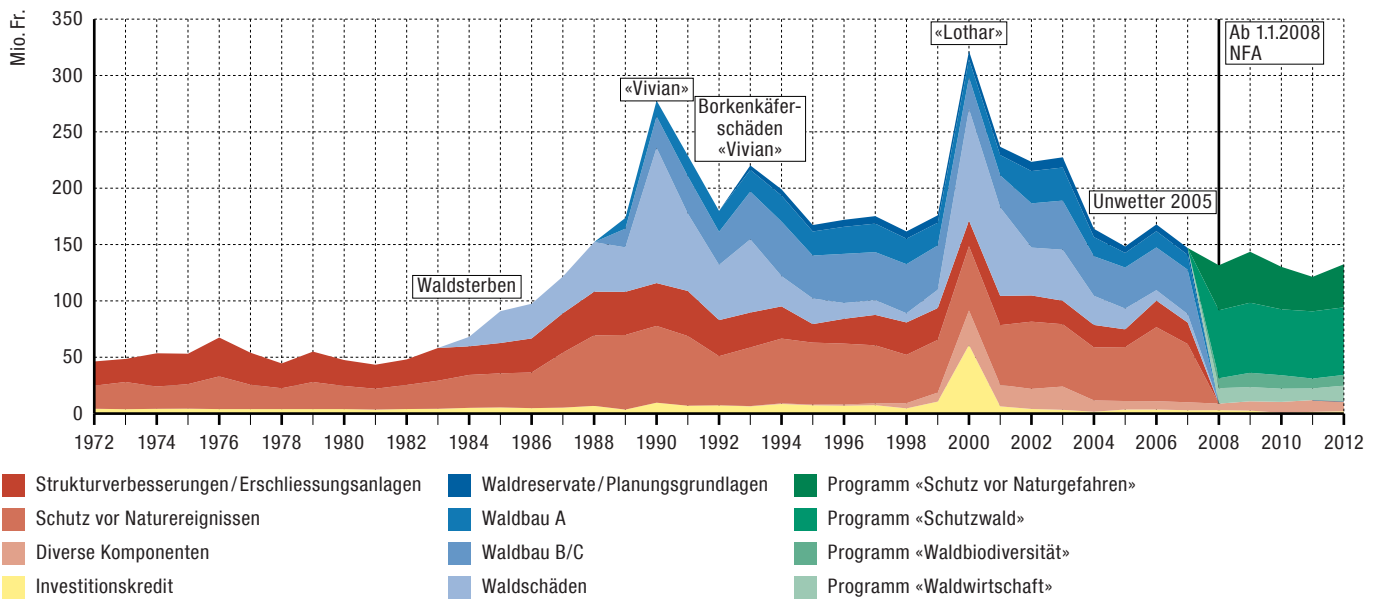 Mio. Fr.
350
300
250
200
150
100
50
0
Waldsterben
«Vivian»
Borkenkäfer-
schäden
«Vivian»
«Lothar»
Unwetter 2005
Ab 1.1.2008
NFA
1972 1974 1976 1978 1980 1982 1984 1986 1988 1990 1992 1994 1996 1998 2000 2002 2004 2006 2008 2010 2012
Strukturverbesserungen/Erschliessungsanlagen
Schutz vor Naturereignissen
Diverse Komponenten
Investitionskredit
Waldreservate/Planungsgrundlagen
Waldbau A
Waldbau B/C
Waldschäden
Programm «Schutz vor Naturgefahren»
Programm «Schutzwald»
Programm «Waldbiodiversität»
Programm «Waldwirtschaft»